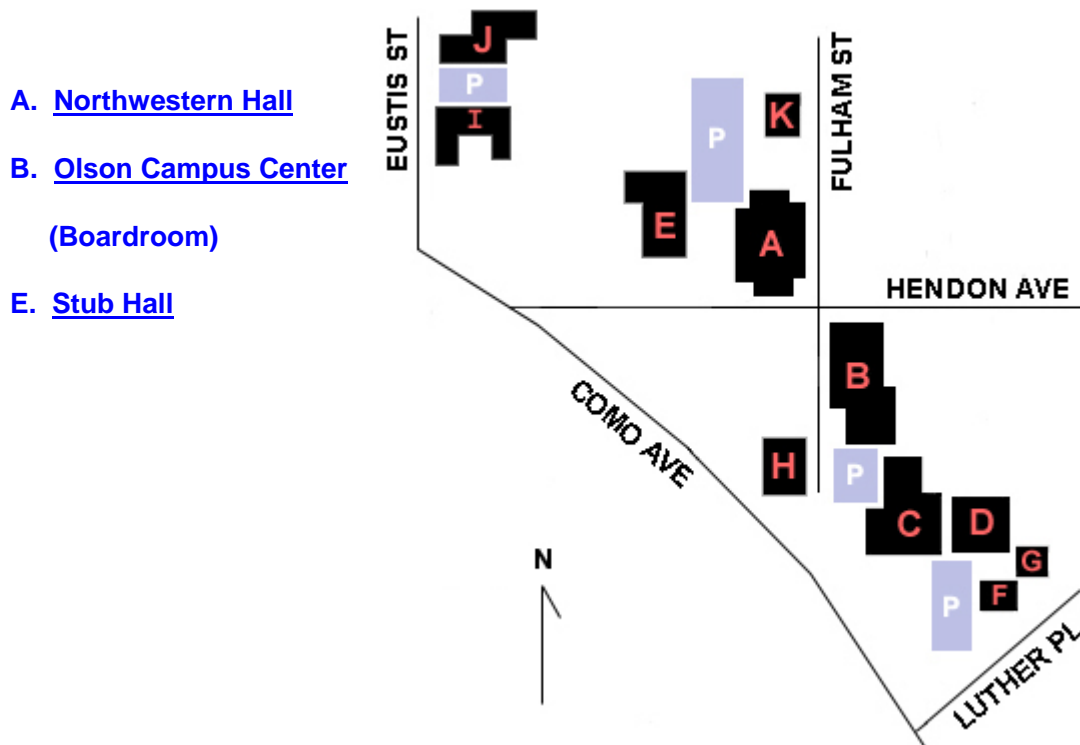 A. Northwestern Hall
B. Olson Campus Center
(Boardroom)
E. Stub Hall
EUSTIS ST
J
P
I
P
K
FULHAM ST
E
A
HENDON AVE
B
COMO AVE
H
P
C
D
G
F
P
N
LUTHER PL